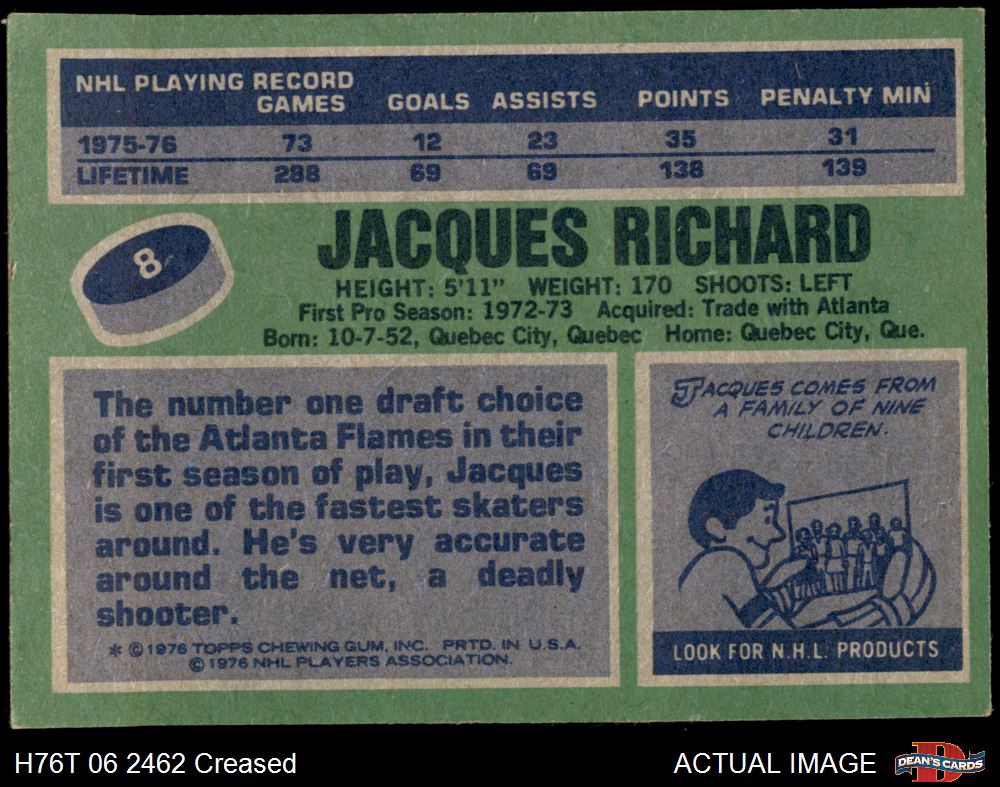 NHL PLAYING RECORD
GAMES GOALS ASSISTS POINTS PENALTY MIN
1975-76 73 12 23 35 31
LIFETIME 288 69 69 138 139
8
JACQUES RICHARD
HEIGHT: 5'11" WEIGHT: 170 SHOOTS: LEFT
First Pro Season: 1972-73 Acquired: Trade with Atlanta
Born: 10-7-52, Quebec City, Quebec Home: Quebec City, Que.
The number one draft choice
of the Atlanta Flames in their
first season of play, Jacques
is one of the fastest skaters
around. He's very accurate
around the net, a deadly
shooter.
* © 1976 TOPPS CHEWING GUM, INC. PRTD. IN U.S.A.
© 1976 NHL PLAYERS ASSOCIATION.
JACQUES COMES FROM
A FAMILY OF NINE
CHILDREN.
LOOK FOR N.H.L. PRODUCTS
H76T 06 2462 Creased
ACTUAL IMAGE
D
DEAN'S CARDS